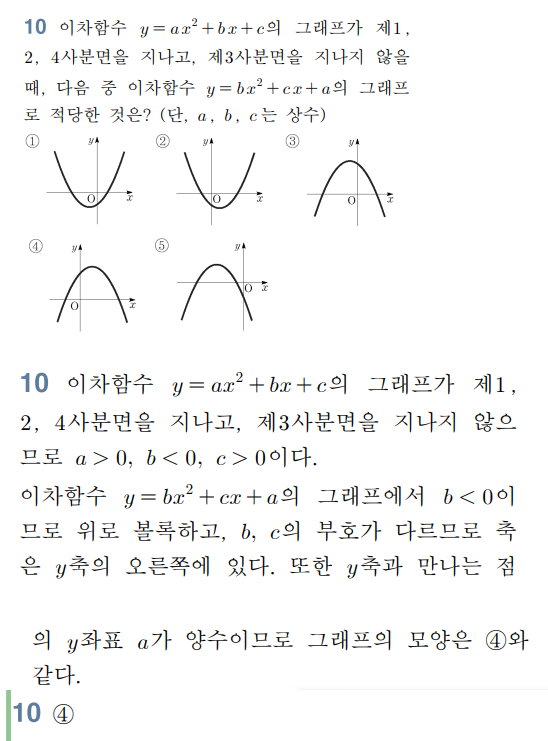 10 이차함수 y=ax²+bx+c의 그래프가 제1,
2, 4사분면을 지나고, 제3사분면을 지나지 않을
때, 다음 중 이차함수 y=bx²+cx+a의 그래프
로 적당한 것은? (단, a, b, c는 상수)
① ② ③
y y y
O x O x O x
④ ⑤
y y
O x O x
10 이차함수 y=ax²+bx+c의 그래프가 제1,
2, 4사분면을 지나고, 제3사분면을 지나지 않으
므로 a>0, b<0, c>0이다.
이차함수 y=bx²+cx+a의 그래프에서 b<0이
므로 위로 볼록하고, b, c의 부호가 다르므로 축
은 y축의 오른쪽에 있다. 또한 y축과 만나는 점
의 y좌표 a가 양수이므로 그래프의 모양은 ④와
같다.
10 ④